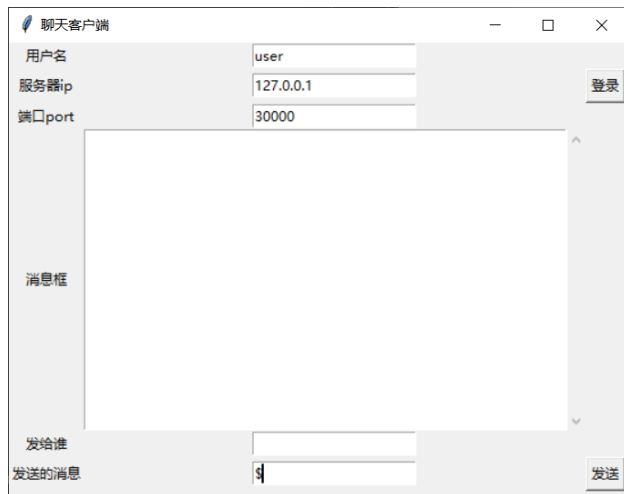 聊天客户端
用户名 user
服务器ip 127.0.0.1 登录
端口port 30000
消息框
发给谁
发送的消息 $ 发送